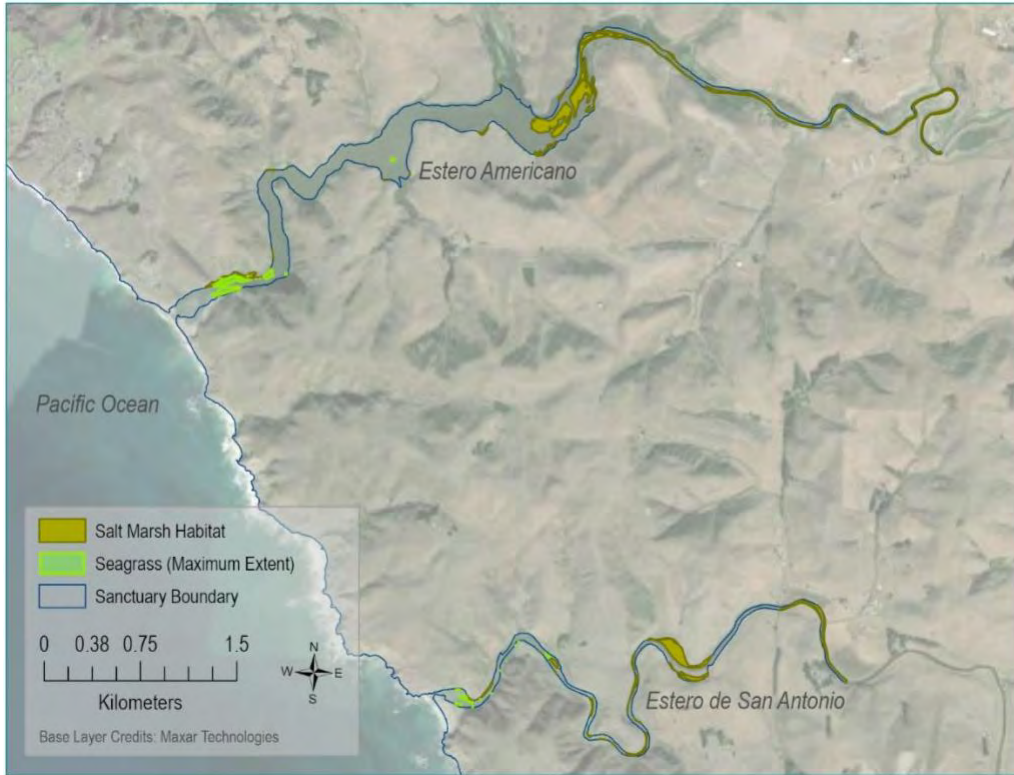 Estero Americano
Pacific Ocean
Salt Marsh Habitat
Seagrass (Maximum Extent)
Sanctuary Boundary
0 0.38 0.75 1.5
Kilometers
N
W E
S
Base Layer Credits: Maxar Technologies
Estero de San Antonio